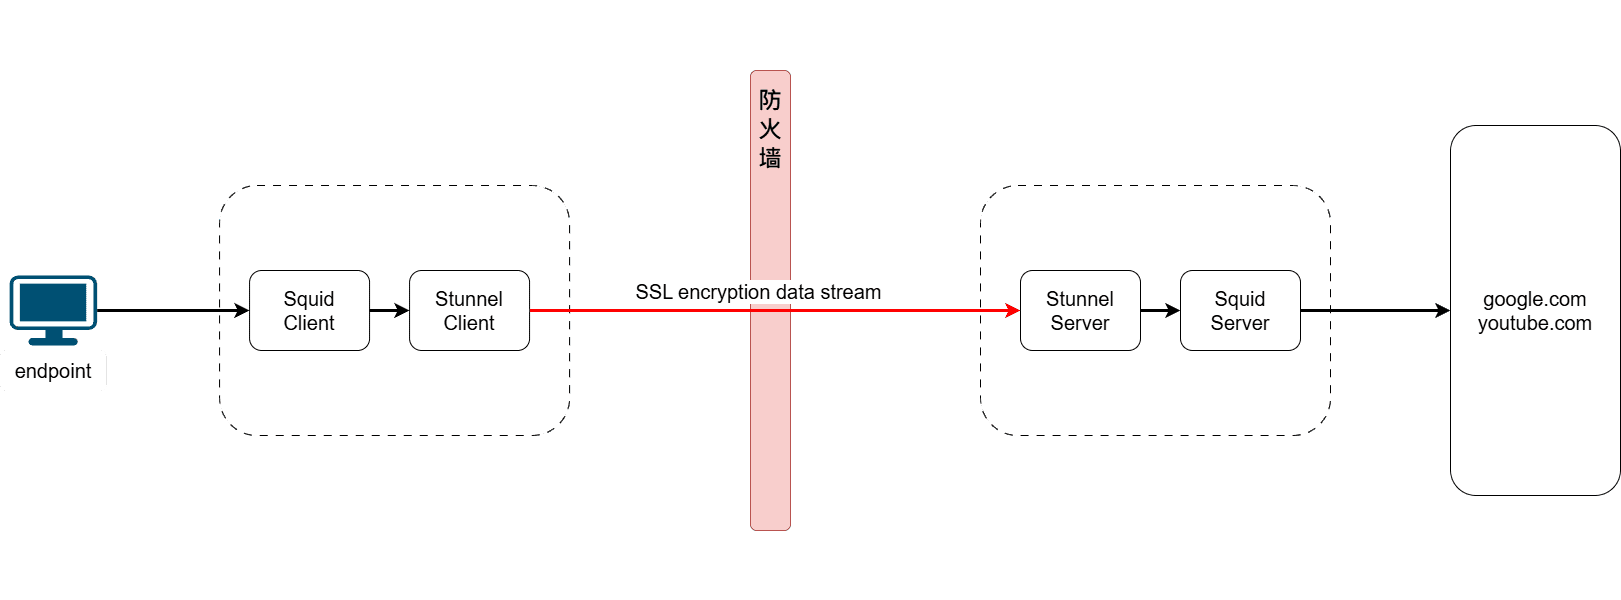 防
火
墙
endpoint
Squid
Client
Stunnel
Client
SSL encryption data stream
Stunnel
Server
Squid
Server
google.com
youtube.com